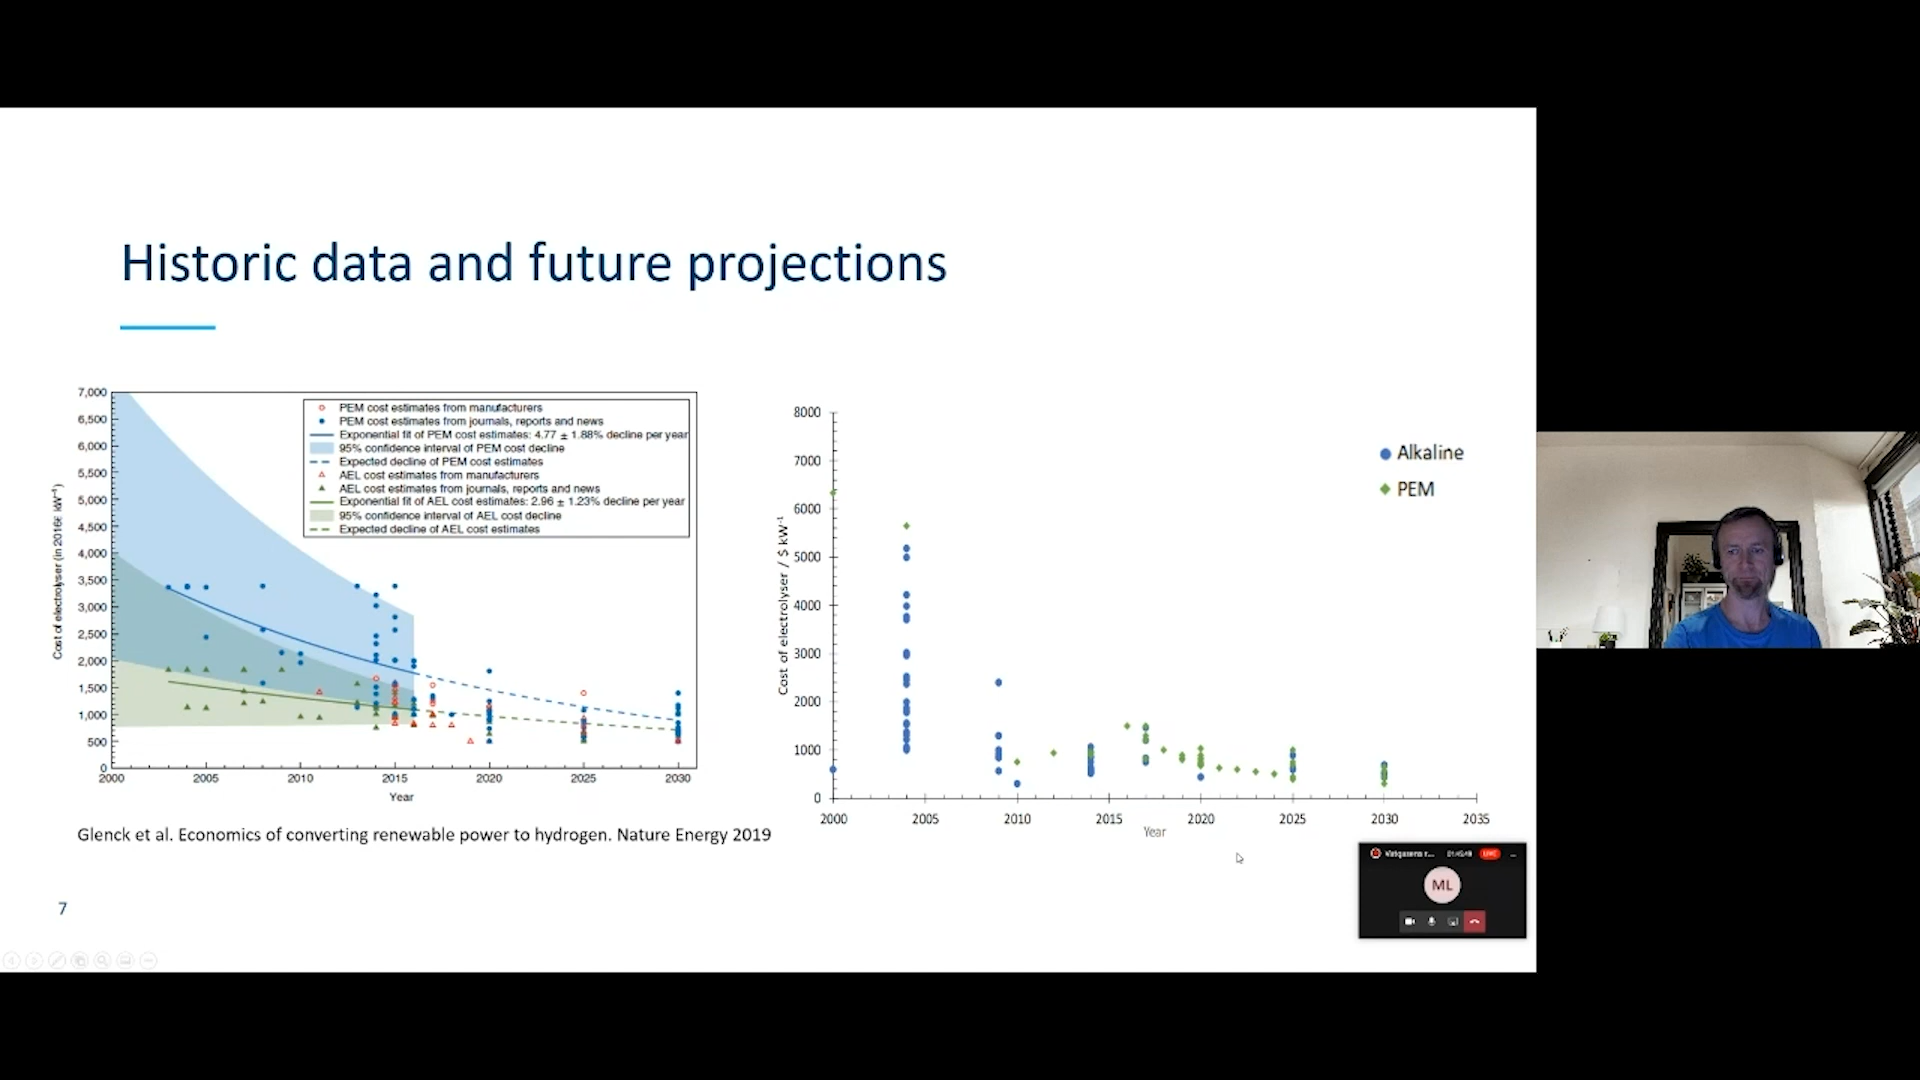 Historic data and future projections
7,000
6,500
6,000
5,500
5,000
4,500
4,000
3,500
3,000
2,500
2,000
1,500
1,000
500
0
Cost of electrolyser (in 2016€ kW⁻¹)
PEM cost estimates from manufacturers
PEM cost estimates from journals, reports and news
Exponential fit of PEM cost estimates: 4.77 ± 1.88% decline per year
95% confidence interval of PEM cost decline
Expected decline of PEM cost estimates
AEL cost estimates from manufacturers
AEL cost estimates from journals, reports and news
Exponential fit of AEL cost estimates: 2.96 ± 1.23% decline per year
95% confidence interval of AEL cost decline
Expected decline of AEL cost estimates
2000 2005 2010 2015 2020 2025 2030
Year
8000
7000
6000
5000
4000
3000
2000
1000
0
Cost of electrolyser / $ kW⁻¹
Alkaline
PEM
2000 2005 2010 2015 2020 2025 2030 2035
Year
Glenck et al. Economics of converting renewable power to hydrogen. Nature Energy 2019
7
LIVE
ML